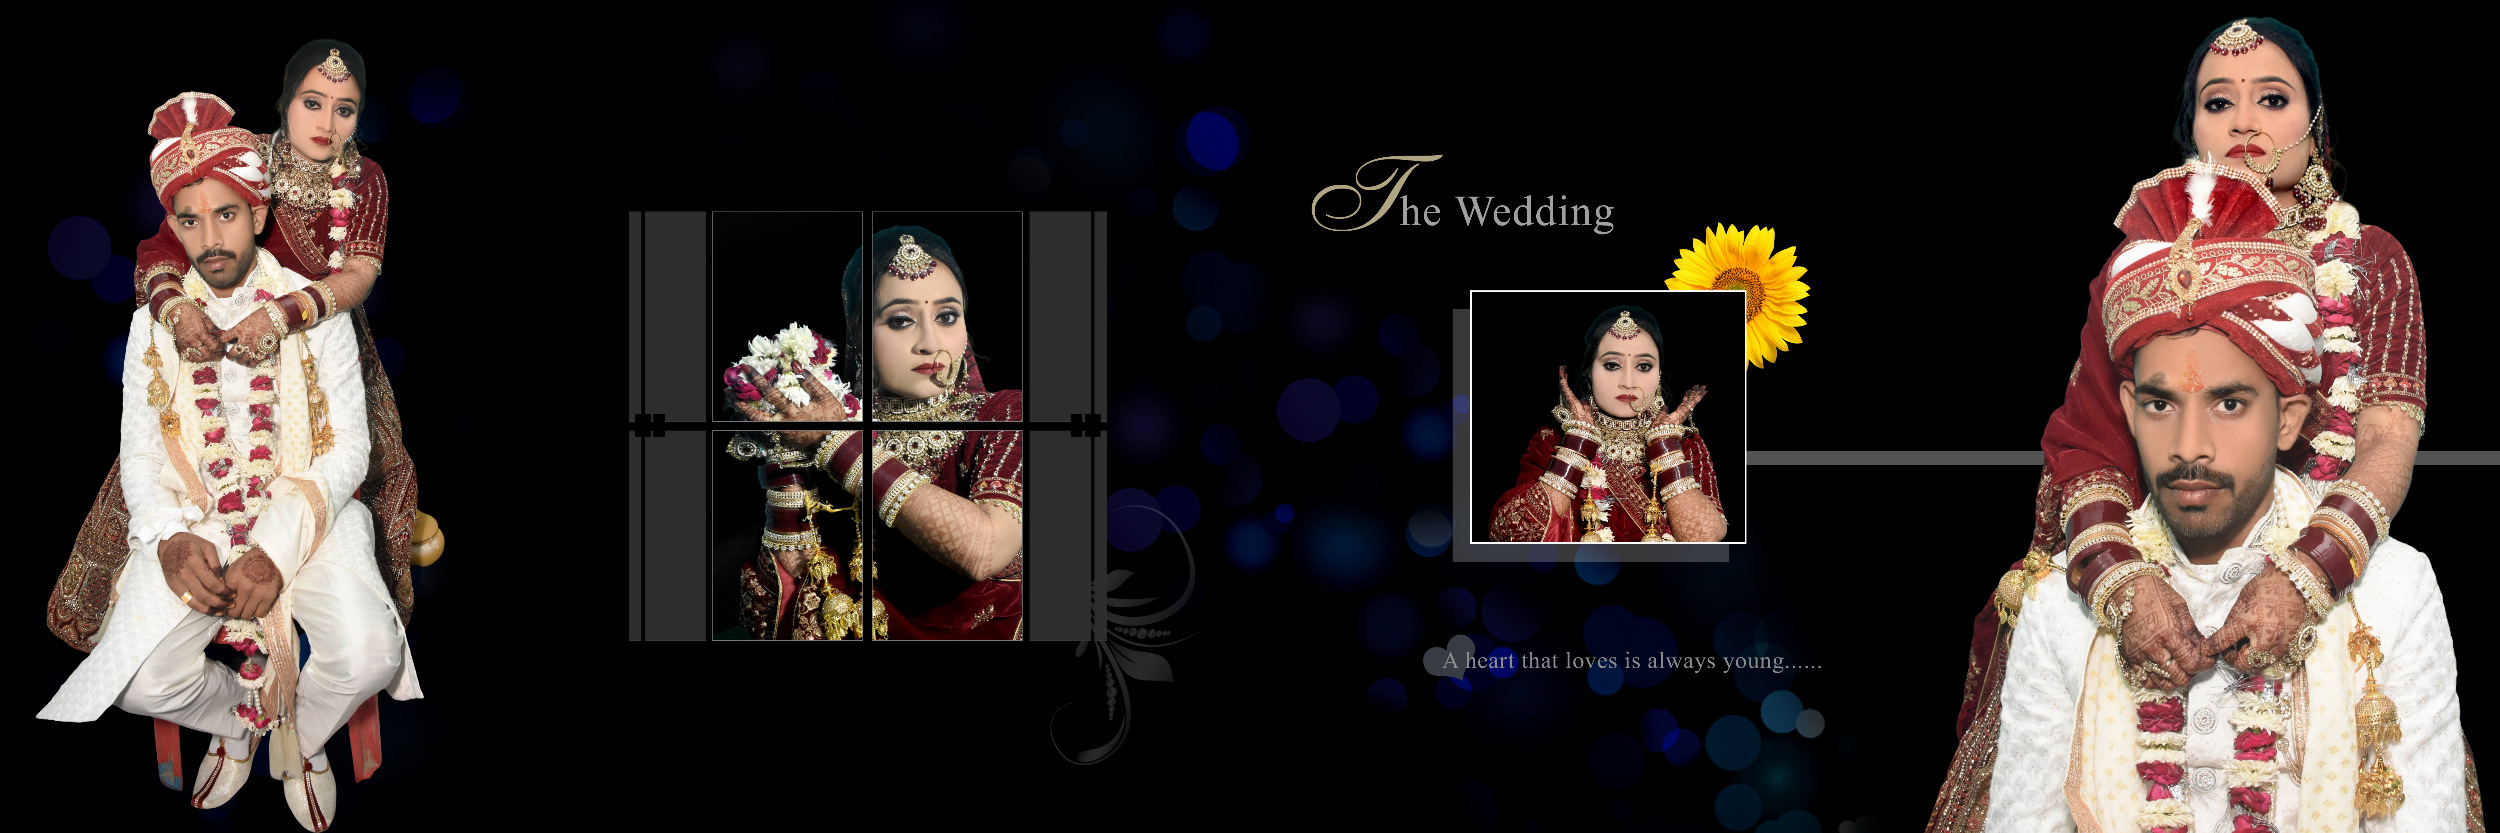 The Wedding
A heart that loves is always young......